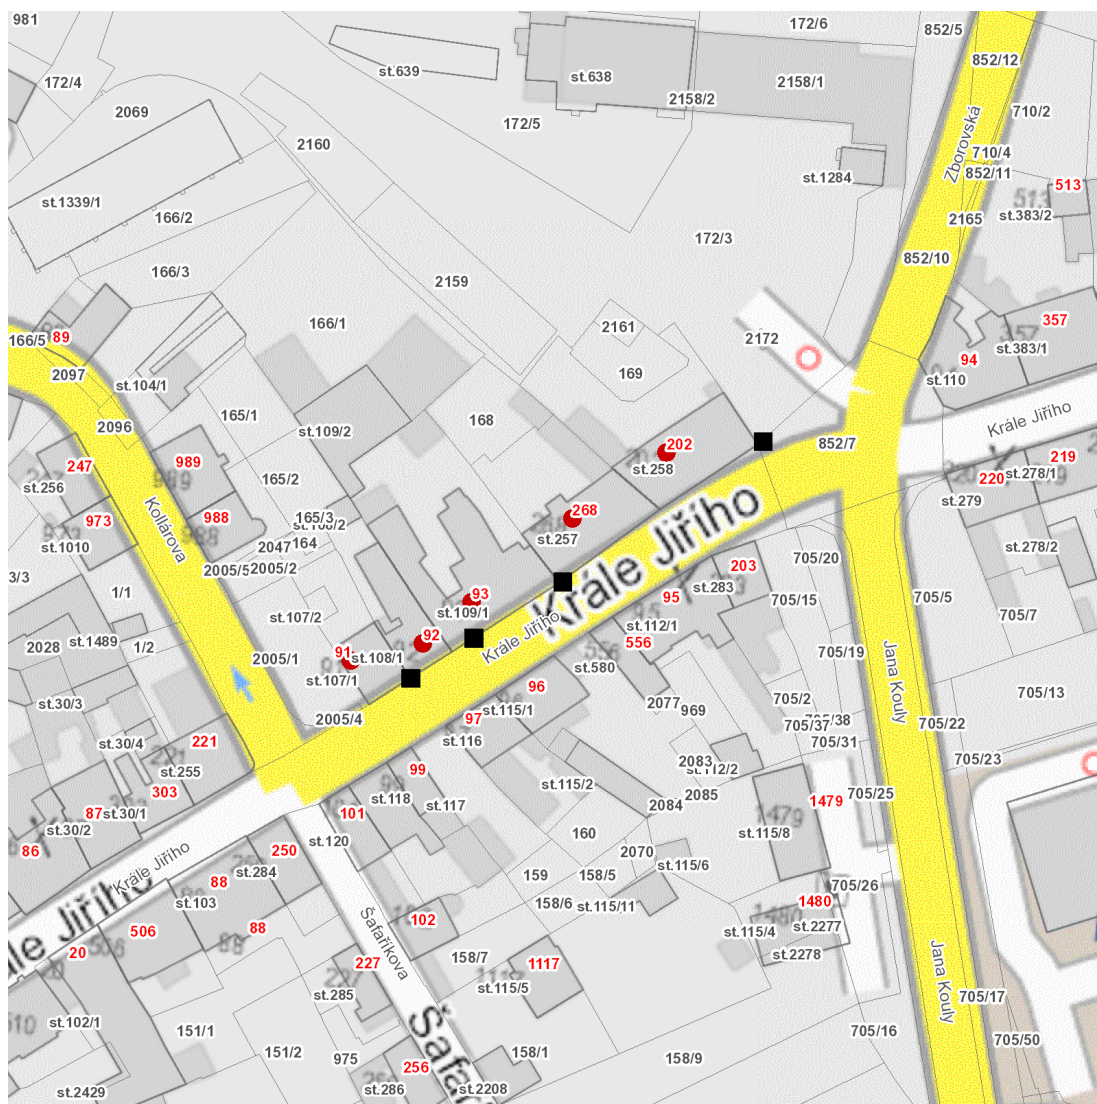 981
172/6
852/5
852/12
172/4
st.639
st.638
2158/1
2158/2
2069
172/5
710/2
2160
Zborovská
710/4
852/11
st.1284
513
st.1339/1
166/2
st.383/2
2165
172/3
852/10
166/3
2159
166/1
2161
2172
357
166/5
89
st.383/1
94
2097
169
st.110
st.104/1
165/1
168
Krále Jiřího
2096
st.109/2
852/7
202
st.258
219
247
989
220
st.278/1
st.256
165/2
st.279
268
973
988
165/3
Kollárova
st.257
Krále Jiřího
st.1010
2047
164
st.278/2
2005/5
2005/2
705/20
203
3/3
1/1
93
95
st.283
705/15
705/5
st.109/1
705/7
st.107/2
st.112/1
92
Krále Jiřího
556
st.1489
1/2
2028
91
st.108/1
705/19
2005/1
st.580
st.107/1
96
Jana Kouly
705/13
st.30/3
2077
705/2
969
st.115/1
2005/4
97
705/22
705/37
st.30/4
221
st.116
705/31
705/23
st.255
99
2083
st.112/2
303
st.115/2
2085
705/25
1479
87
st.30/1
st.118
st.117
2084
101
st.30/2
160
st.115/8
86
Krále Jiřího
250
st.120
2070
st.115/6
88
st.284
159
158/5
705/26
st.103
158/6
st.115/11
1480
102
506
88
Šafaříkova
st.115/4
st.2277
20
227
158/7
1117
st.2278
Jana Kouly
st.285
st.115/5
705/17
st.102/1
151/1
705/16
705/50
151/2
975
158/1
158/9
256
st.2429
st.286
st.2208